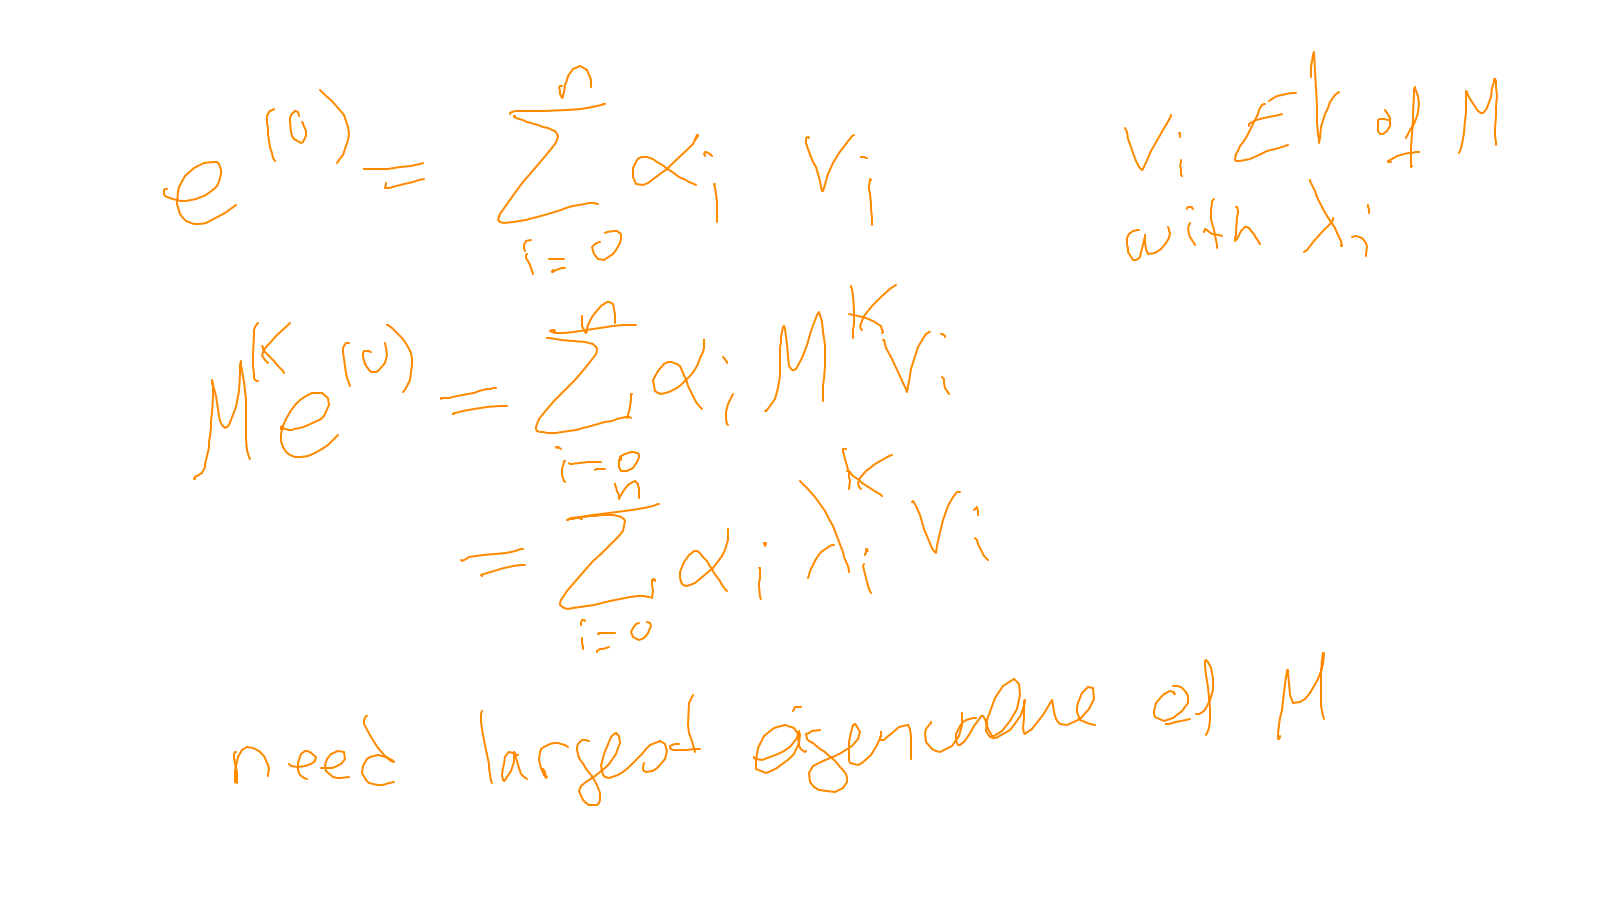 e^{(0)} = \sum_{i=0}^{n} \alpha_i v_i    v_i EV of M
with \lambda_i
M^k e^{(0)} = \sum_{i=0}^{n} \alpha_i M^k v_i
= \sum_{i=0}^{n} \alpha_i \lambda_i^k v_i
need largest eigenvalue of M